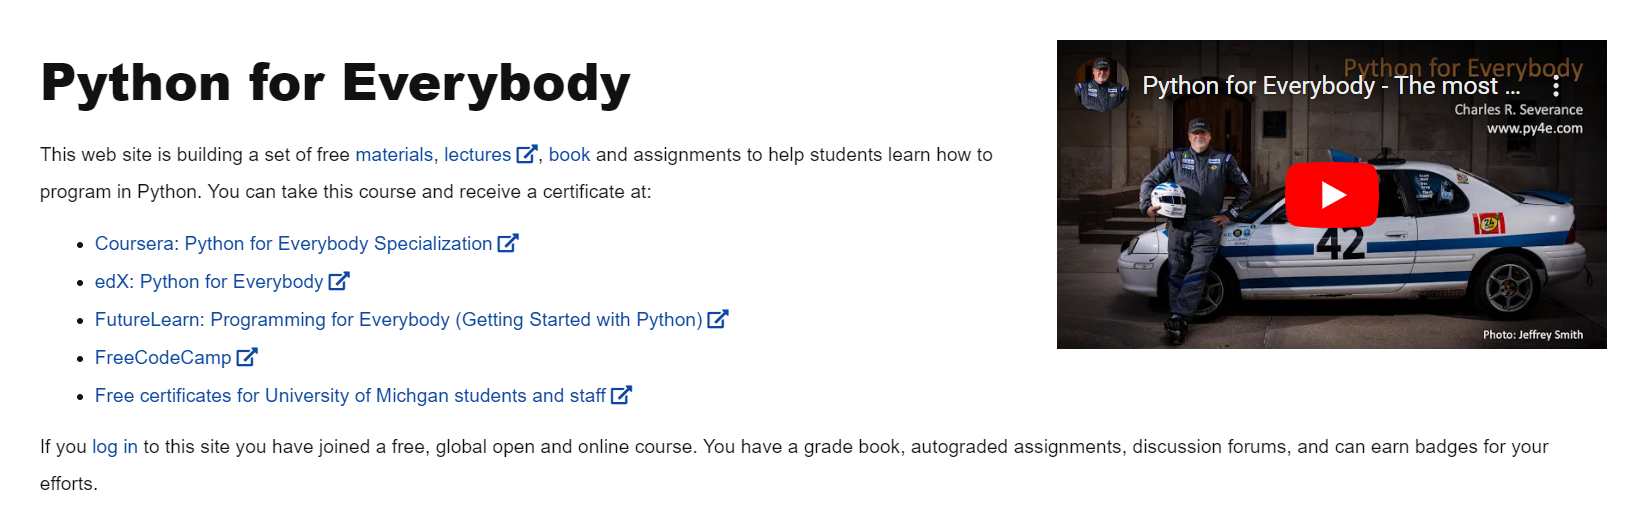 Python for Everybody
This web site is building a set of free materials, lectures, book and assignments to help students learn how to
program in Python. You can take this course and receive a certificate at:
Coursera: Python for Everybody Specialization
edX: Python for Everybody
FutureLearn: Programming for Everybody (Getting Started with Python)
FreeCodeCamp
Free certificates for University of Michgan students and staff
If you log in to this site you have joined a free, global open and online course. You have a grade book, autograded assignments, discussion forums, and can earn badges for your
efforts.
Python for Everybody
Python for Everybody - The most ...
Charles R. Severance
www.py4e.com
42
Photo: Jeffrey Smith